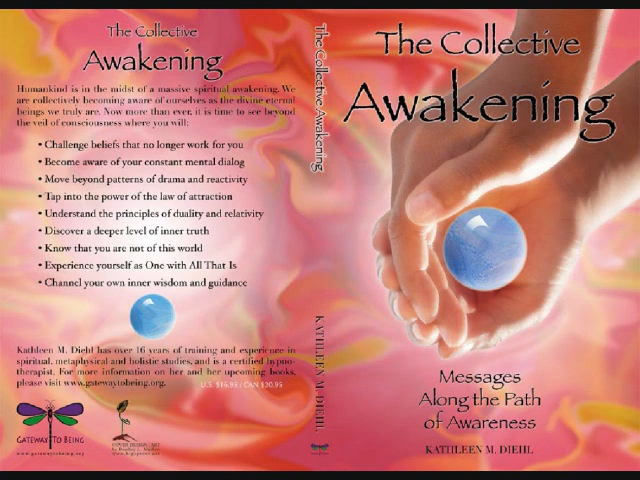 The Collective
Awakening
Humankind is in the midst of a massive spiritual awakening. We
are collectively becoming aware of ourselves as the divine eternal
beings we truly are. Now more than ever, it is time to see beyond
the veil of consciousness where you will:
• Challenge beliefs that no longer work for you
• Become aware of your constant mental dialog
• Move beyond patterns of drama and reactivity
• Tap into the power of the law of attraction
• Understand the principles of duality and relativity
• Discover a deeper level of inner truth
• Know that you are not of this world
• Experience yourself as One with All That Is
• Channel your own inner wisdom and guidance
Kathleen M. Diehl has over 16 years of training and experience in
spiritual, metaphysical and holistic studies, and is a certified hypno-
therapist. For more information on her and her upcoming books,
please visit www.gatewaytobeing.org.
U.S. $16.95 / CAN $20.95
GATEWAY TO BEING
www.gatewaytobeing.org
COVER DESIGN / ART
The Collective Awakening
KATHLEEN M. DIEHL
The Collective
Awakening
Messages
Along the Path
of Awareness
KATHLEEN M. DIEHL